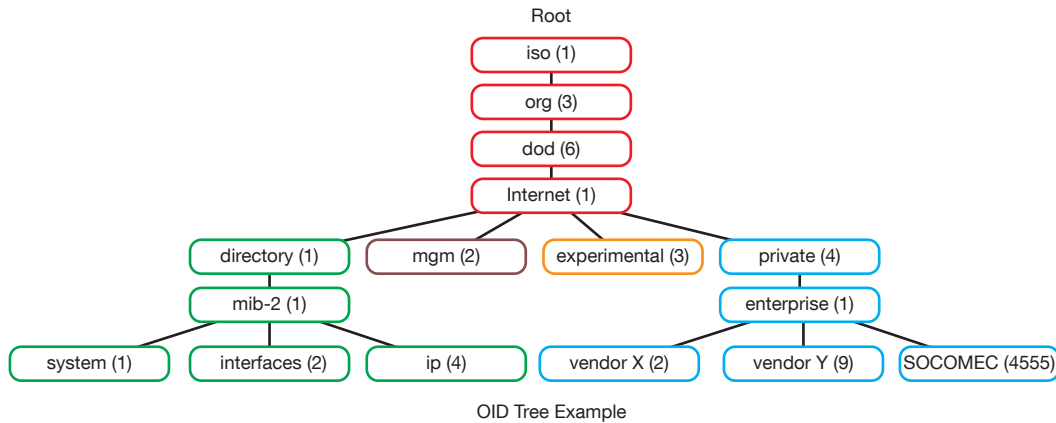 Root
iso (1)
org (3)
dod (6)
Internet (1)
directory (1) mgm (2) experimental (3) private (4)
mib-2 (1) enterprise (1)
system (1) interfaces (2) ip (4) vendor X (2) vendor Y (9) SOCOMEC (4555)
OID Tree Example